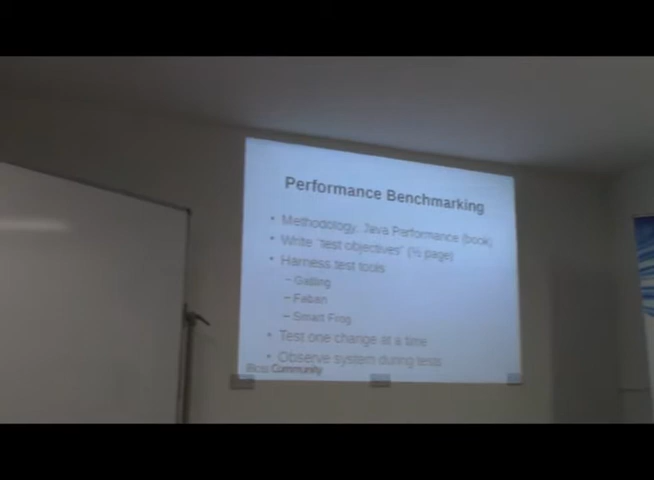 Performance Benchmarking
• Methodology: Java Performance (book)
• Write "test objectives" (½ page)
• Harness test tools
– Gatling
– Faban
– Smart Frog
• Test one change at a time
• Observe system during tests
Community